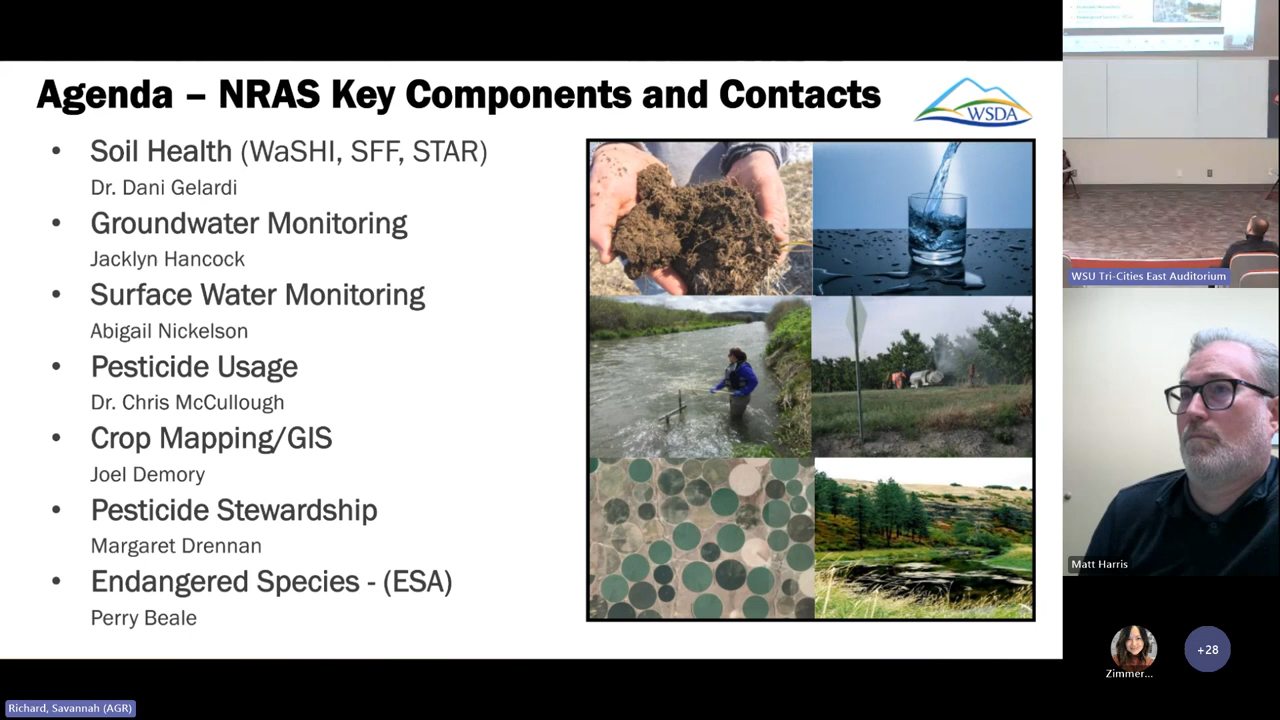 Agenda – NRAS Key Components and Contacts
WSDA
• Soil Health (WaSHI, SFF, STAR)
Dr. Dani Gelardi
• Groundwater Monitoring
Jacklyn Hancock
• Surface Water Monitoring
Abigail Nickelson
• Pesticide Usage
Dr. Chris McCullough
• Crop Mapping/GIS
Joel Demory
• Pesticide Stewardship
Margaret Drennan
• Endangered Species - (ESA)
Perry Beale
WSU Tri-Cities East Auditorium
Matt Harris
Zimmer...
+28
Richard, Savannah (AGR)